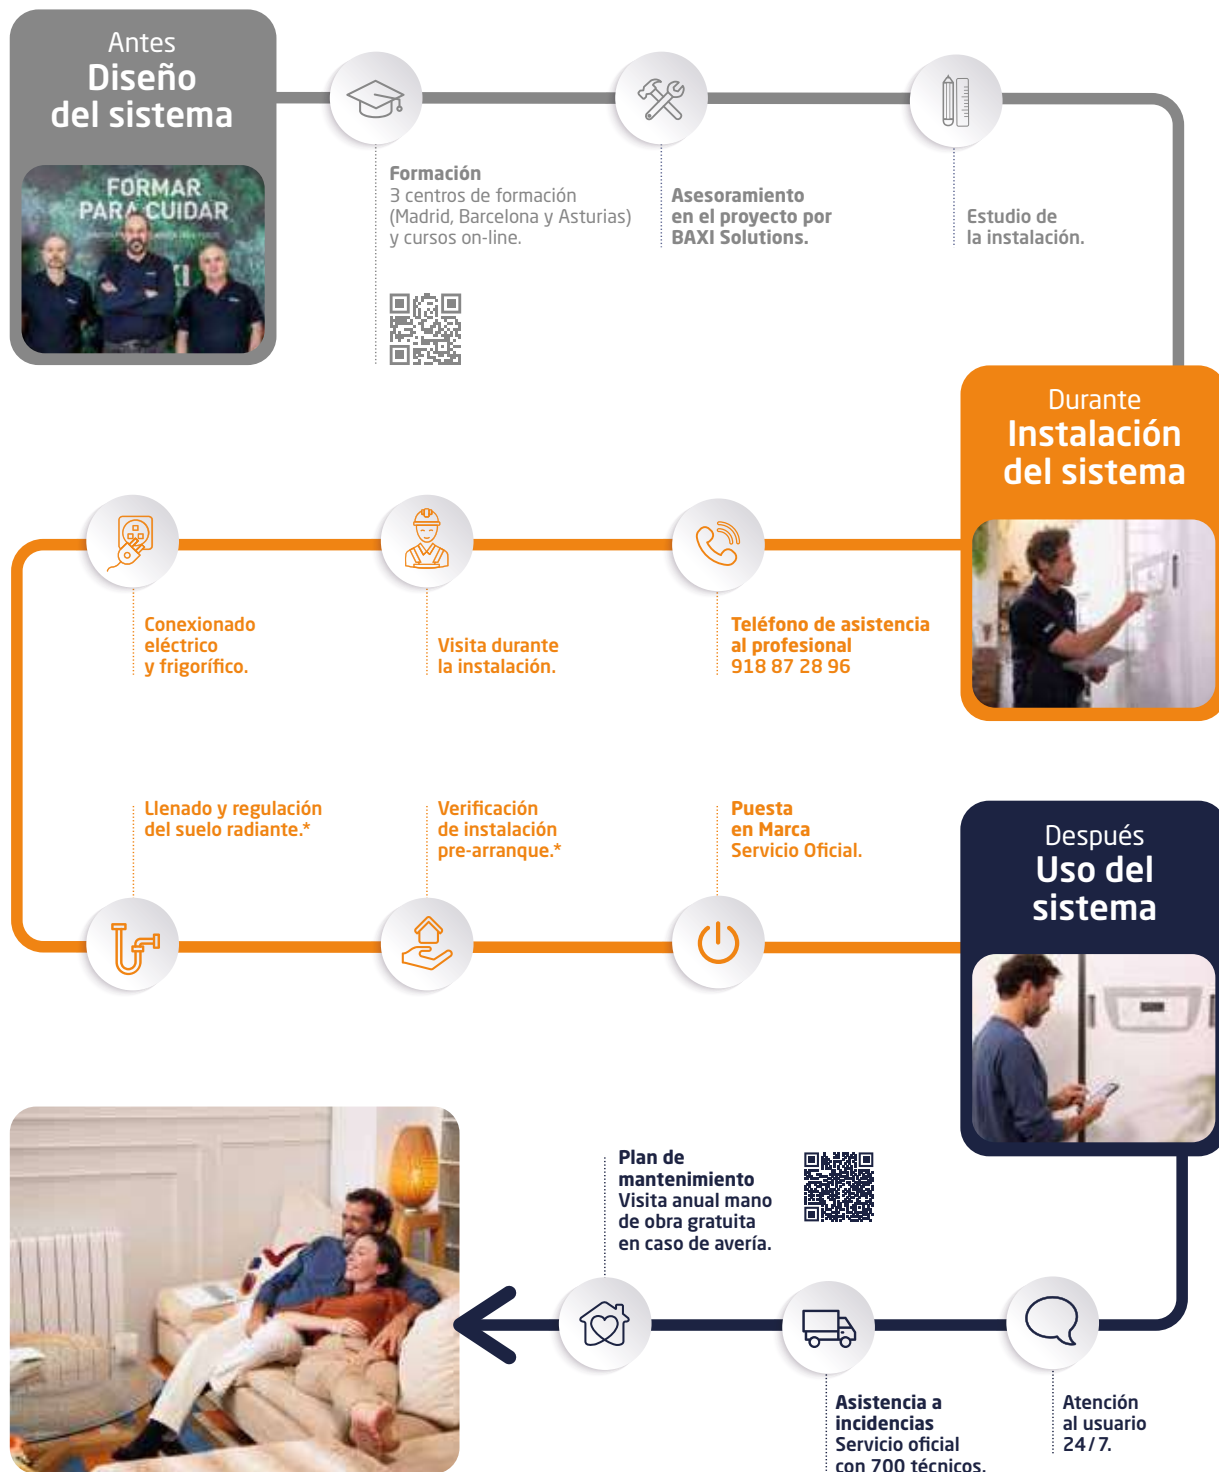 Antes
Diseño
del sistema
FORMAR
PARA CUIDAR
Formación
3 centros de formación
(Madrid, Barcelona y Asturias)
y cursos on-line.
Asesoramiento
en el proyecto por
BAXI Solutions.
Estudio de
la instalación.
Durante
Instalación
del sistema
Teléfono de asistencia
al profesional
918 87 28 96
Visita durante
la instalación.
Conexionado
eléctrico
y frigorífico.
Llenado y regulación
del suelo radiante.*
Verificación
de instalación
pre-arranque.*
Puesta
en Marca
Servicio Oficial.
Después
Uso del
sistema
Atención
al usuario
24/7.
Asistencia a
incidencias
Servicio oficial
con 700 técnicos.
Plan de
mantenimiento
Visita anual mano
de obra gratuita
en caso de avería.